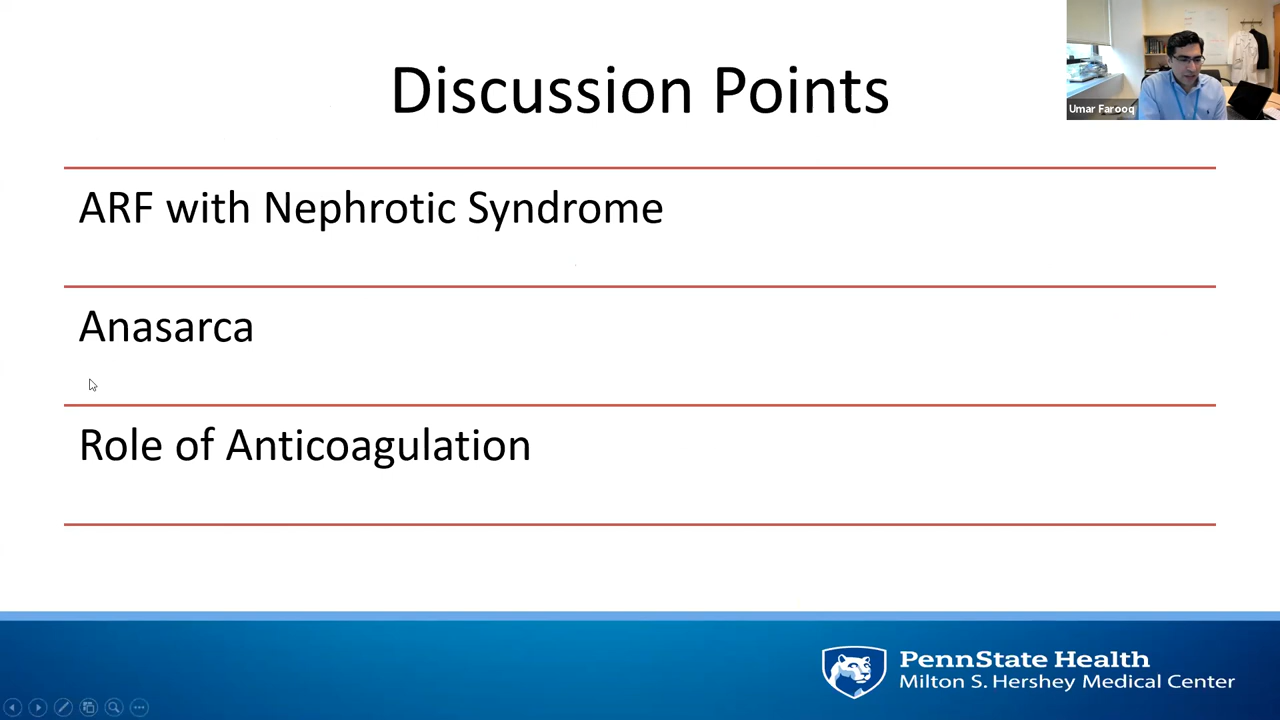 Discussion Points
Umar Farooq
ARF with Nephrotic Syndrome
Anasarca
Role of Anticoagulation
PennState Health
Milton S. Hershey Medical Center